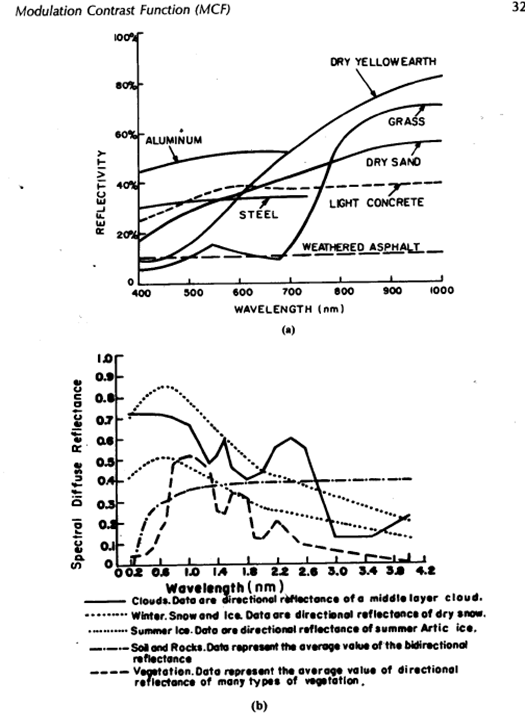 Modulation Contrast Function (MCF)
32
100%
80%
60%
40%
20%
0
REFLECTIVITY
DRY YELLOW EARTH
GRASS
ALUMINUM
DRY SAND
LIGHT CONCRETE
STEEL
WEATHERED ASPHALT
400 500 600 700 800 900 1000
WAVELENGTH (nm)
(a)
1.0
0.9
0.8
0.7
0.6
0.5
0.4
0.3
0.2
0.1
0
Spectral Diffuse Reflectance
0 0.2 0.6 1.0 1.4 1.8 2.2 2.6 3.0 3.4 3.8 4.2
Wavelength (nm)
Clouds. Data are directional reflectance of a middle layer cloud.
Winter. Snow and Ice. Data are directional reflectance of dry snow.
Summer Ice. Data are directional reflectance of summer Artic ice.
Soil and Rocks. Data represent the average value of the bidirectional
reflectance
Vegetation. Data represent the average value of directional
reflectance of many types of vegetation.
(b)